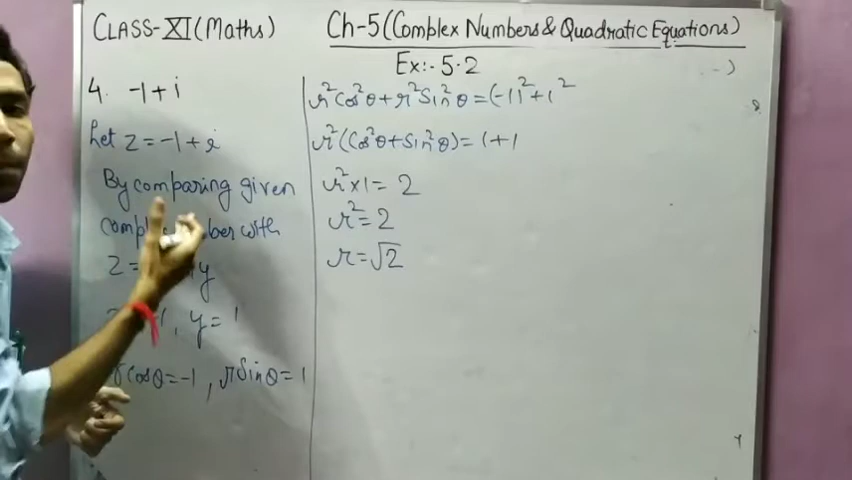 CLASS-XI (Maths)
Ch-5 (Complex Numbers & Quadratic Equations)
Ex:- 5.2
4. -1+i
Let z = -1+i
By comparing given
with
z =
y
, y = 1
r cosθ = -1, r sinθ = 1
r²cos²θ + r²sin²θ = (-1)² + 1²
r²(cos²θ + sin²θ) = 1+1
r² × 1 = 2
r² = 2
r = √2